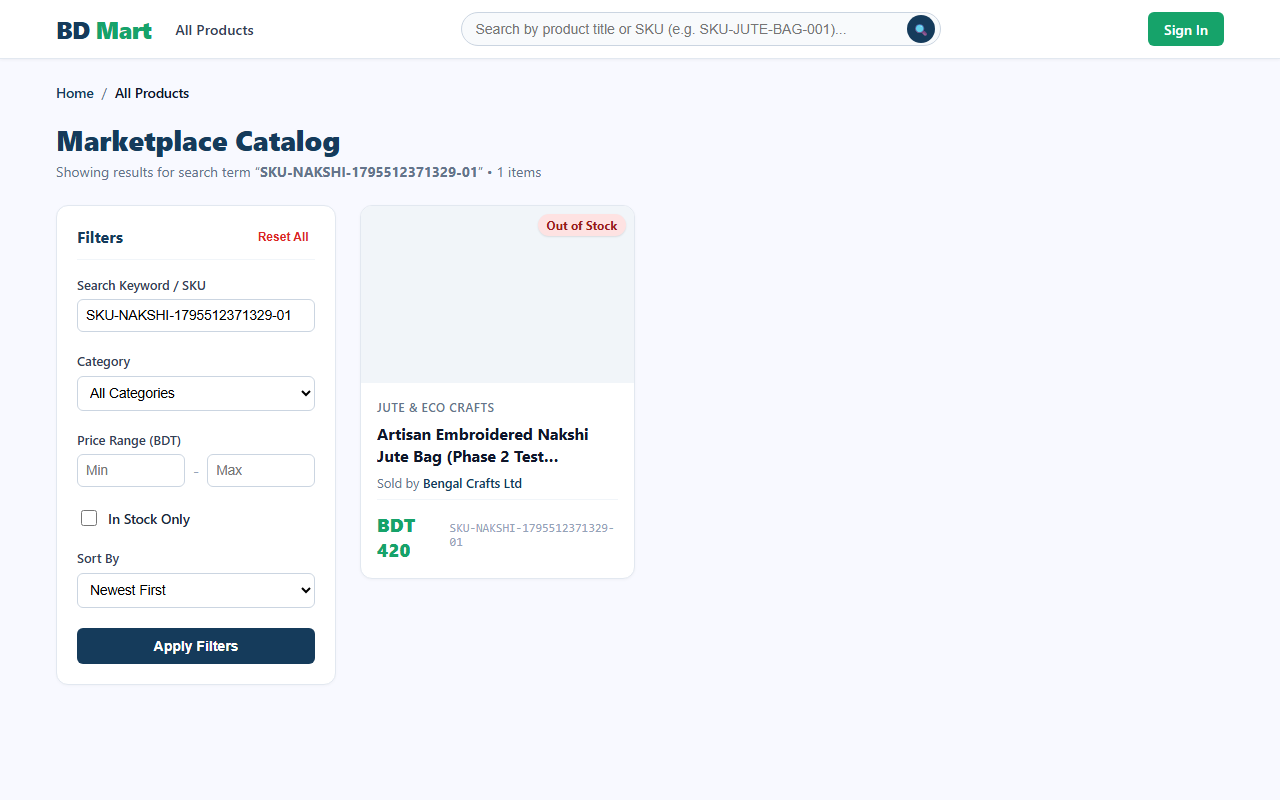 BD Mart
All Products
Search by product title or SKU (e.g. SKU-JUTE-BAG-001)...
Sign In
Home / All Products
Marketplace Catalog
Showing results for search term “SKU-NAKSHI-1795512371329-01” • 1 items
Filters
Reset All
Search Keyword / SKU
SKU-NAKSHI-1795512371329-01
Category
All Categories
Price Range (BDT)
Min - Max
In Stock Only
Sort By
Newest First
Apply Filters
Out of Stock
JUTE & ECO CRAFTS
Artisan Embroidered Nakshi
Jute Bag (Phase 2 Test...
Sold by Bengal Crafts Ltd
BDT
420
SKU-NAKSHI-1795512371329-
01